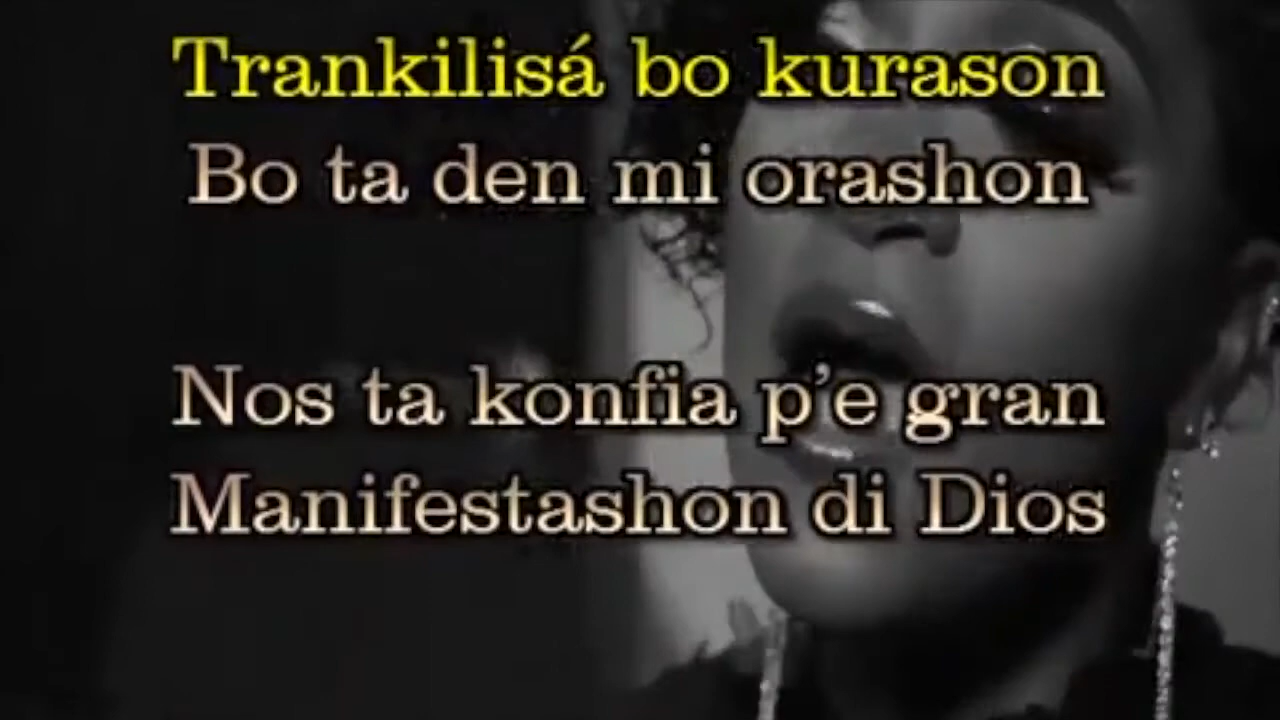 Trankilisá bo kurason
Bo ta den mi orashon
Nos ta konfia p’e gran
Manifestashon di Dios